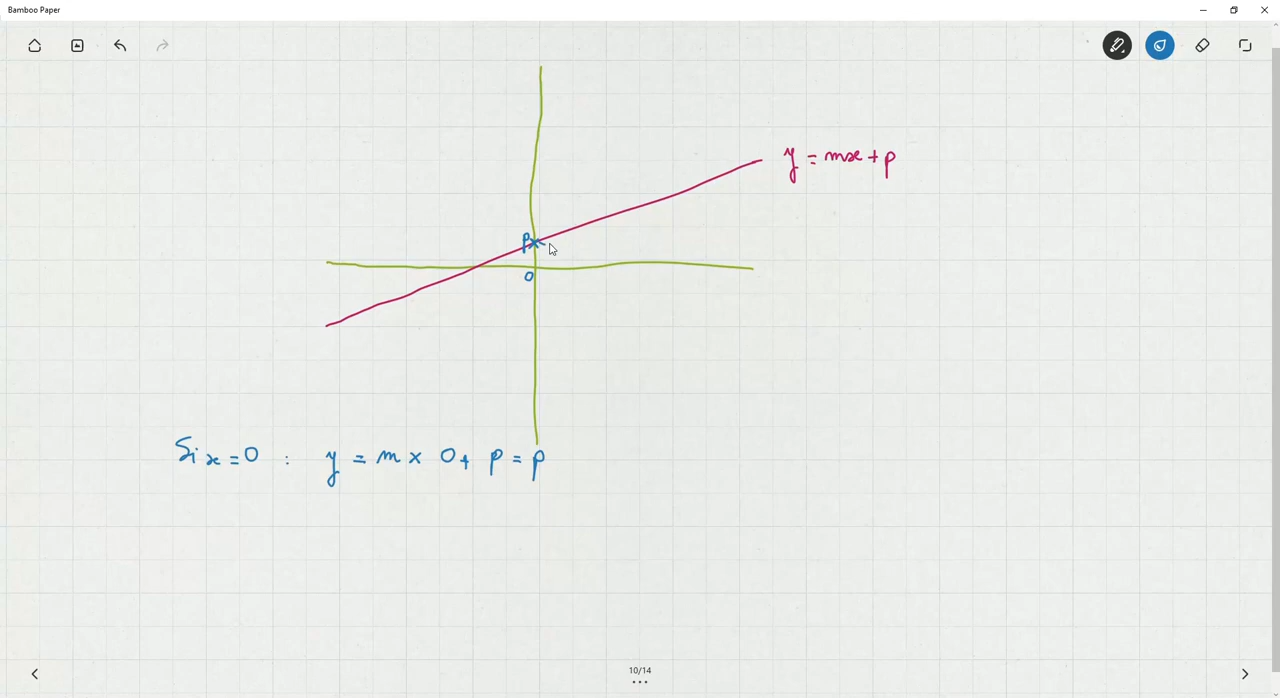 Bamboo Paper
y = mx + p
p
0
Si x = 0 : y = m × 0 + p = p
10/14